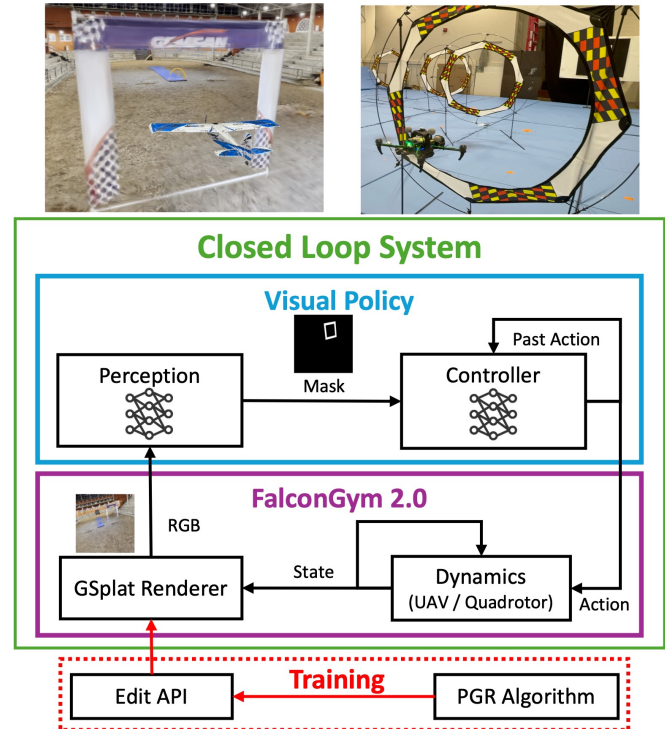 Closed Loop System
Visual Policy
Perception
Mask
Past Action
Controller
FalconGym 2.0
RGB
GSplat Renderer
State
Dynamics
(UAV / Quadrotor)
Action
Training
Edit API
PGR Algorithm